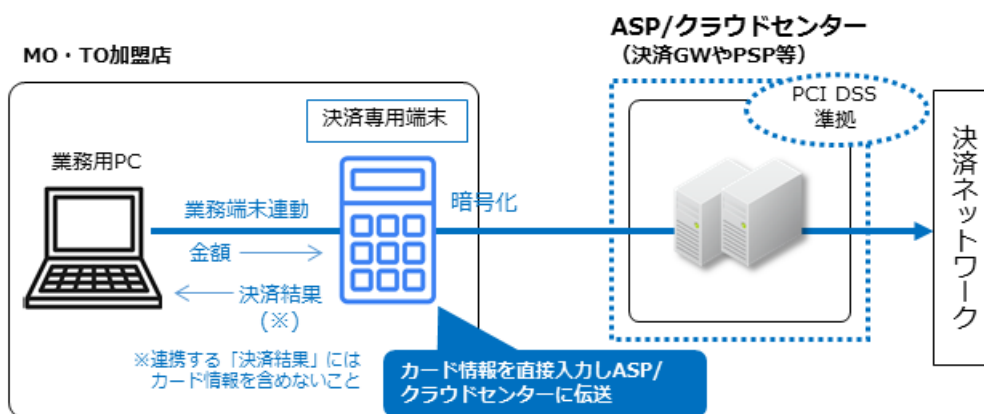 MO・TO加盟店
ASP/クラウドセンター
（決済GWやPSP等）
PCI DSS
準拠
決済専用端末
業務用PC
業務端末連動
金額
決済結果
(※)
※連携する「決済結果」には
カード情報を含めないこと
暗号化
カード情報を直接入力しASP/
クラウドセンターに伝送
決済ネットワーク